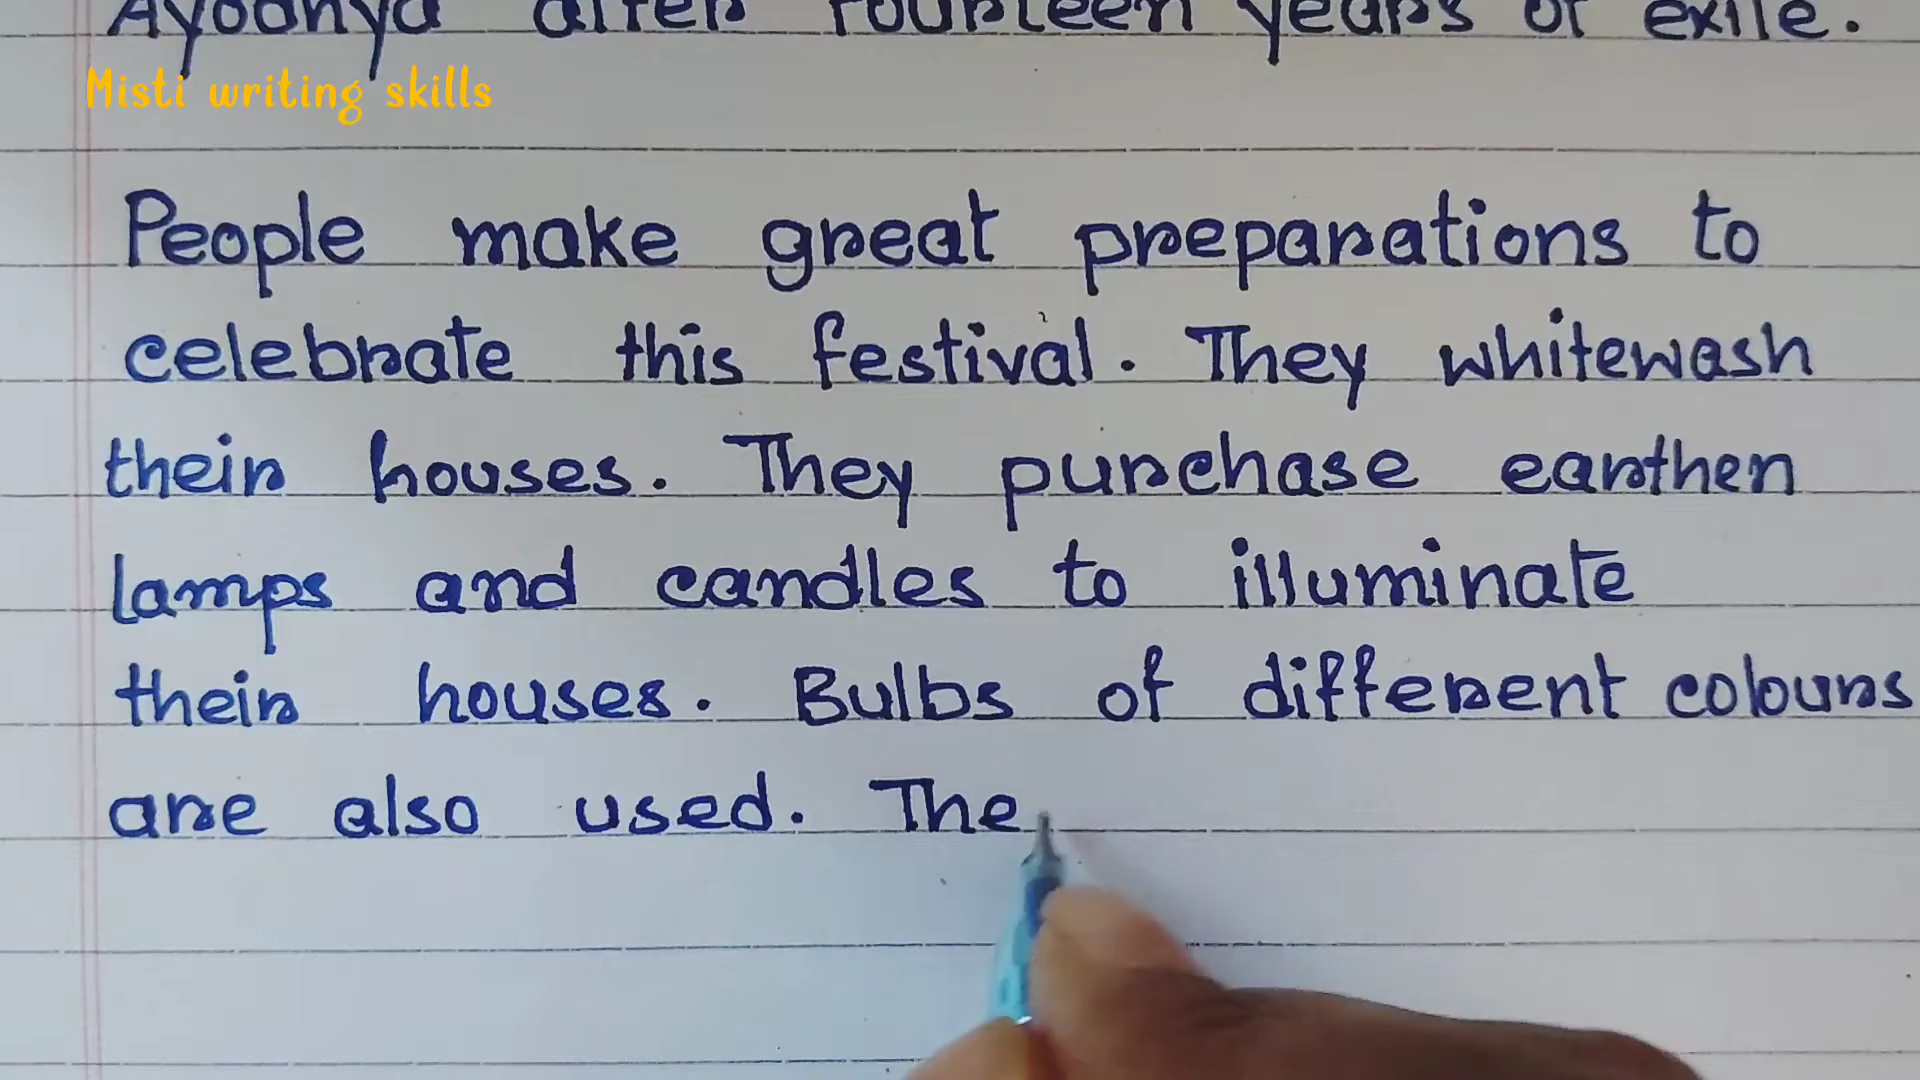 Ayodhya after fourteen years of exile.
Misti writing skills
People make great preparations to
celebrate this festival. They whitewash
their houses. They purchase earthen
lamps and candles to illuminate
their houses. Bulbs of different colours
are also used. The